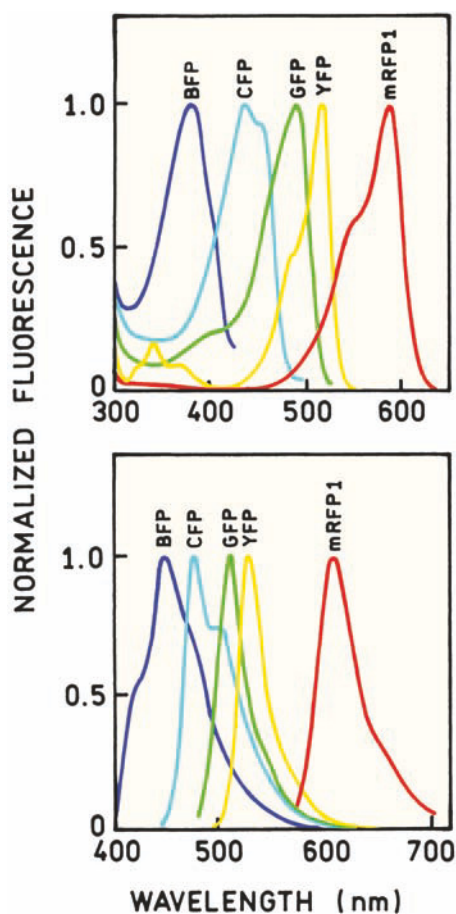 NORMALIZED FLUORESCENCE
BFP CFP GFP YFP mRFP1
1.0
0.5
0
300 400 500 600
BFP CFP GFP YFP mRFP1
1.0
0.5
0
400 500 600 700
WAVELENGTH (nm)